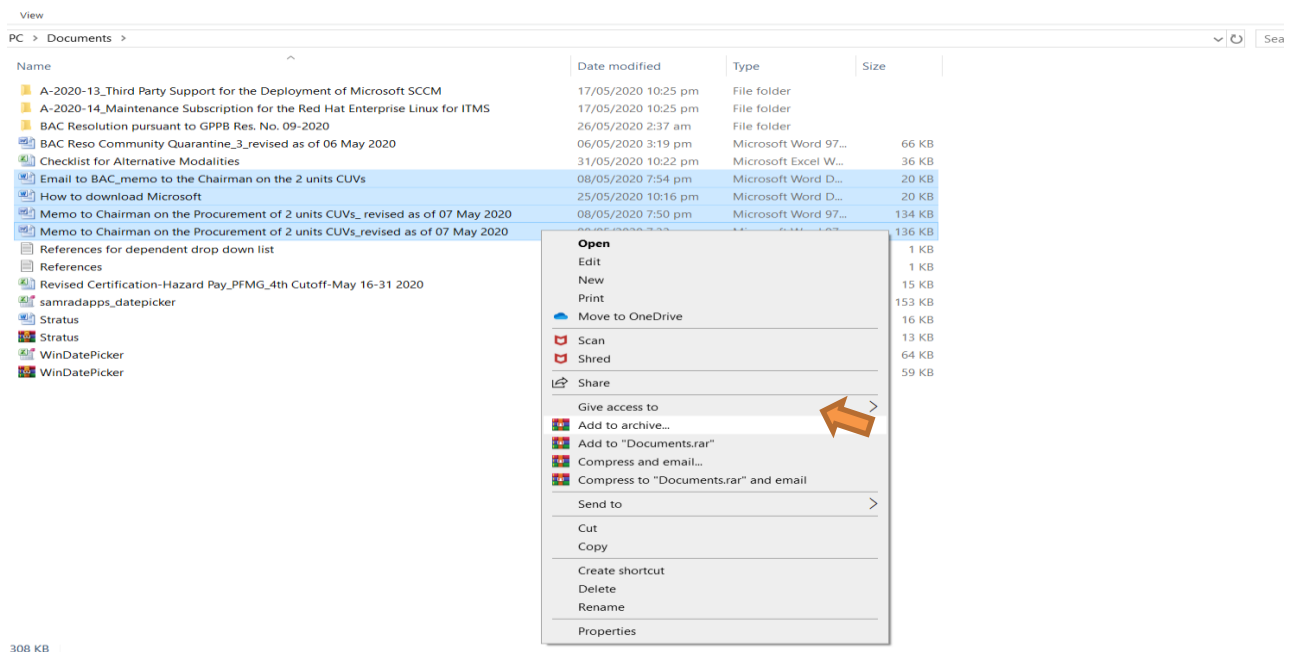 View
PC > Documents >
Sea
Name Date modified Type Size
A-2020-13_Third Party Support for the Deployment of Microsoft SCCM 17/05/2020 10:25 pm File folder
A-2020-14_Maintenance Subscription for the Red Hat Enterprise Linux for ITMS 17/05/2020 10:25 pm File folder
BAC Resolution pursuant to GPPB Res. No. 09-2020 26/05/2020 2:37 am File folder
BAC Reso Community Quarantine_3_revised as of 06 May 2020 06/05/2020 3:19 pm Microsoft Word 97... 66 KB
Checklist for Alternative Modalities 31/05/2020 10:22 pm Microsoft Excel W... 36 KB
Email to BAC_memo to the Chairman on the 2 units CUVs 08/05/2020 7:54 pm Microsoft Word D... 20 KB
How to download Microsoft 25/05/2020 10:16 pm Microsoft Word D... 20 KB
Memo to Chairman on the Procurement of 2 units CUVs_ revised as of 07 May 2020 08/05/2020 7:50 pm Microsoft Word 97... 134 KB
Memo to Chairman on the Procurement of 2 units CUVs_revised as of 07 May 2020 136 KB
References for dependent drop down list 1 KB
References 1 KB
Revised Certification-Hazard Pay_PFMG_4th Cutoff-May 16-31 2020 15 KB
samradapps_datepicker 153 KB
Stratus 16 KB
Stratus 13 KB
WinDatePicker 64 KB
WinDatePicker 59 KB
Open
Edit
New
Print
Move to OneDrive
Scan
Shred
Share
Give access to
Add to archive...
Add to "Documents.rar"
Compress and email...
Compress to "Documents.rar" and email
Send to
Cut
Copy
Create shortcut
Delete
Rename
Properties
308 KB